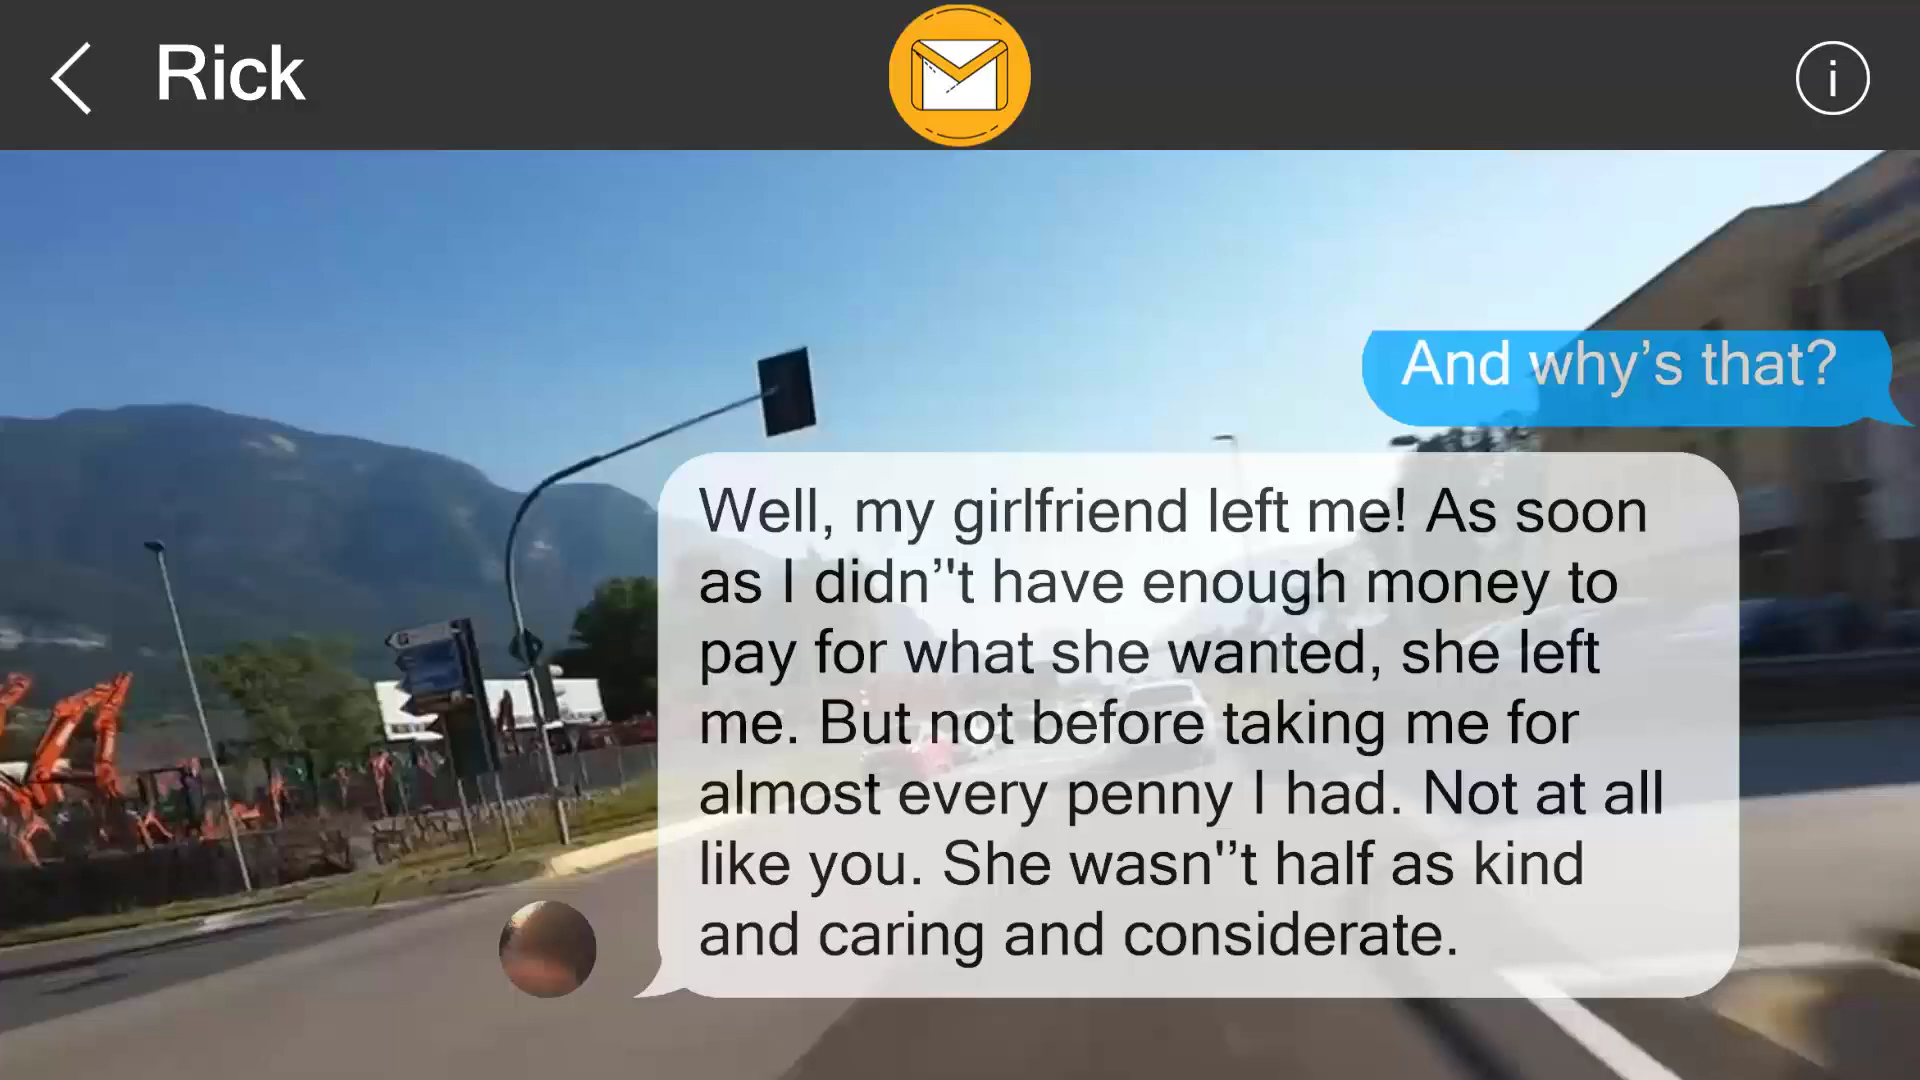 Rick
i
And why’s that?
Well, my girlfriend left me! As soon
as I didn’'t have enough money to
pay for what she wanted, she left
me. But not before taking me for
almost every penny I had. Not at all
like you. She wasn'’t half as kind
and caring and considerate.